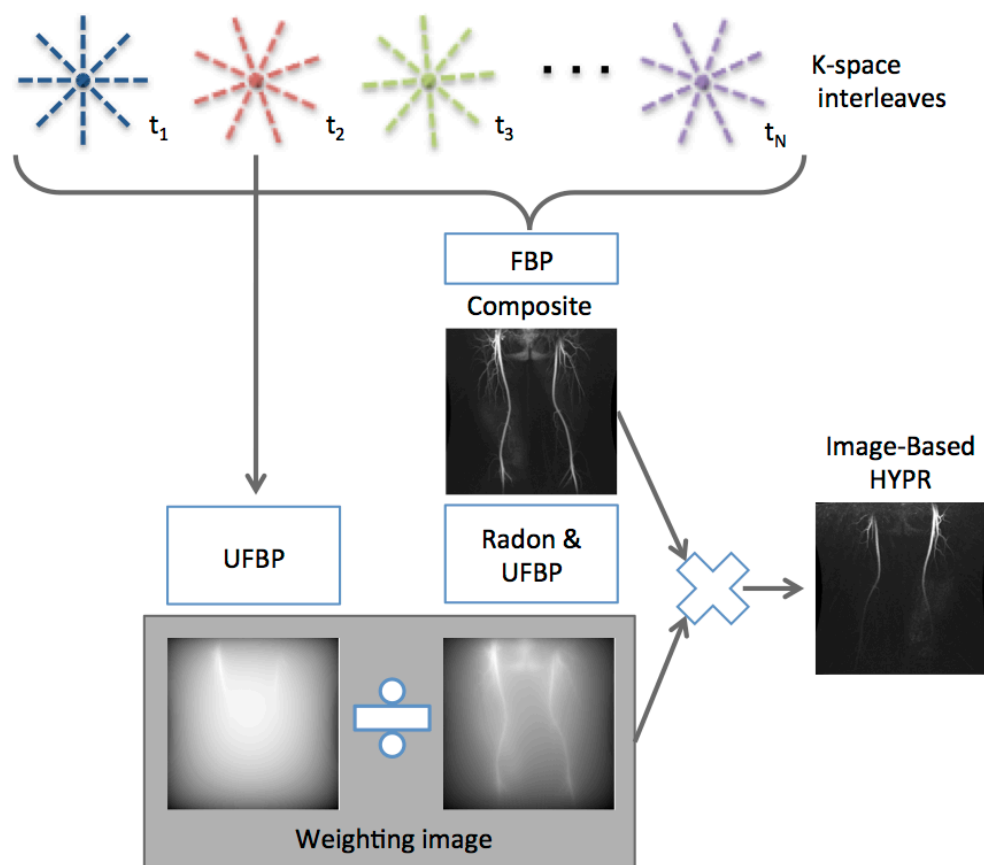 t1
t2
t3
. . .
tN
K-space
interleaves
FBP
Composite
UFBP
Radon &
UFBP
Image-Based
HYPR
Weighting image